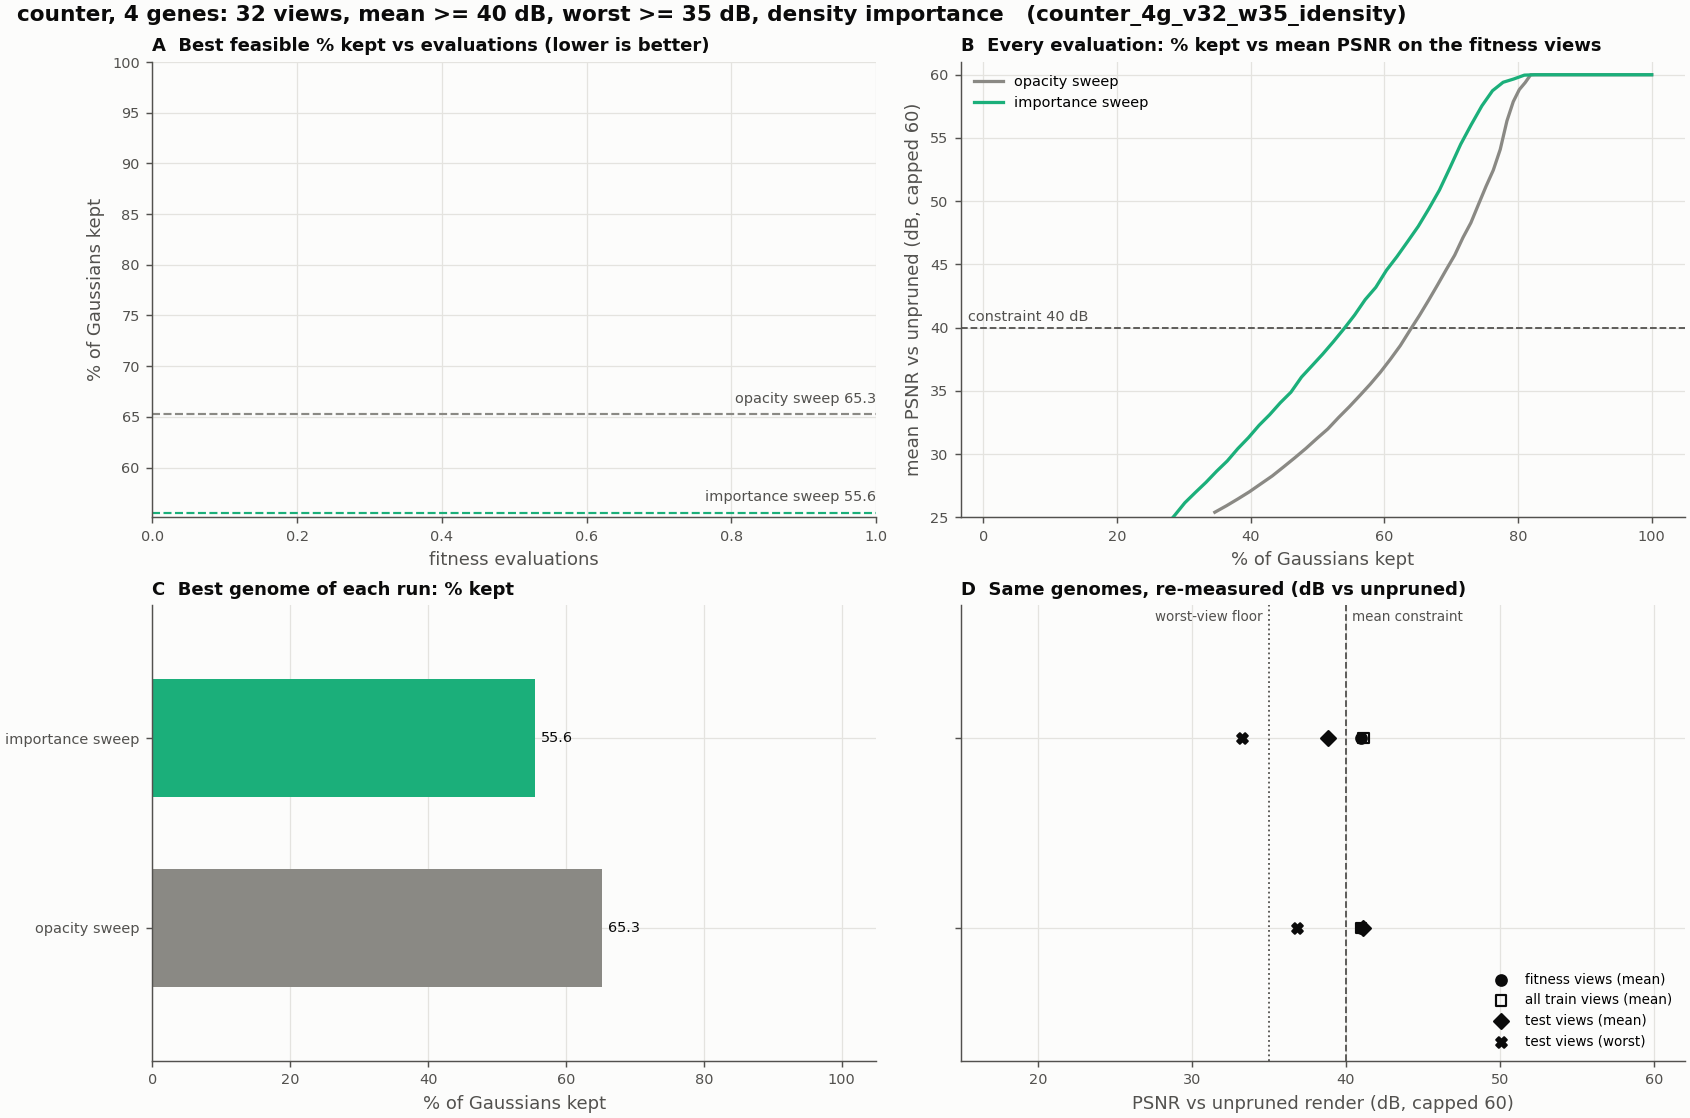 counter, 4 genes: 32 views, mean >= 40 dB, worst >= 35 dB, density importance (counter_4g_v32_w35_idensity)
A Best feasible % kept vs evaluations (lower is better)
100
95
90
85
80
75
70
65
60
% of Gaussians kept
opacity sweep 65.3
importance sweep 55.6
0.0 0.2 0.4 0.6 0.8 1.0
fitness evaluations
B Every evaluation: % kept vs mean PSNR on the fitness views
60
55
50
45
40
35
30
25
mean PSNR vs unpruned (dB, capped 60)
opacity sweep
importance sweep
constraint 40 dB
0 20 40 60 80 100
% of Gaussians kept
C Best genome of each run: % kept
importance sweep
55.6
opacity sweep
65.3
0 20 40 60 80 100
% of Gaussians kept
D Same genomes, re-measured (dB vs unpruned)
worst-view floor
mean constraint
fitness views (mean)
all train views (mean)
test views (mean)
test views (worst)
20 30 40 50 60
PSNR vs unpruned render (dB, capped 60)